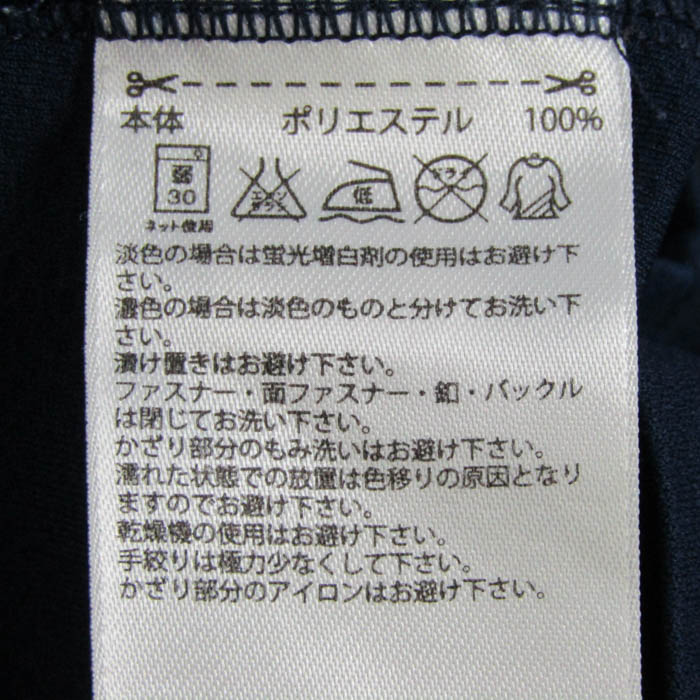 本体 ポリエステル 100%
弱 エンソサラシ 低 ドライ
30
ネット使用
淡色の場合は蛍光増白剤の使用はお避け下
さい。
濃色の場合は淡色のものと分けてお洗い下
さい。
漬け置きはお避け下さい。
ファスナー・面ファスナー・釦・バックル
は閉じてお洗い下さい。
かざり部分のもみ洗いはお避け下さい。
濡れた状態での放置は色移りの原因となり
ますのでお避け下さい。
乾燥機の使用はお避け下さい。
手絞りは極力少なくして下さい。
かざり部分のアイロンはお避け下さい。